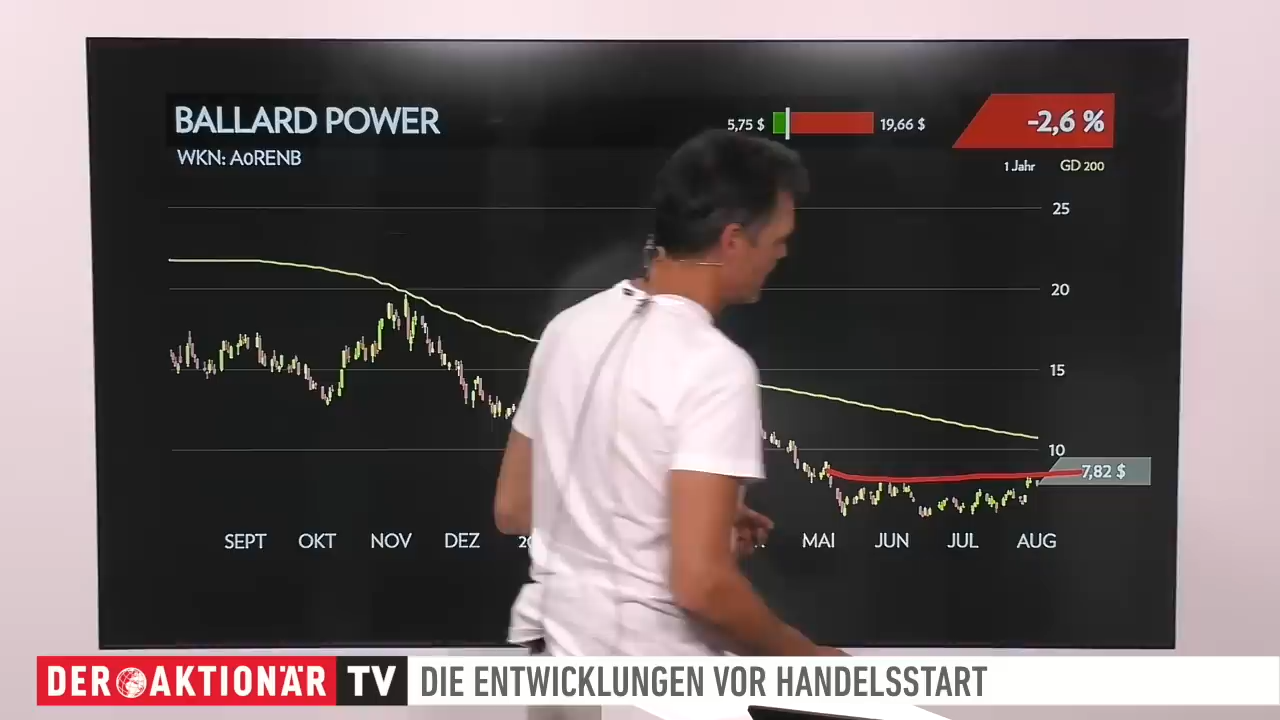 BALLARD POWER
WKN: A0RENB
5,75 $
19,66 $
-2,6 %
1 Jahr GD 200
25
20
15
10
7,82 $
SEPT OKT NOV DEZ 20 MAI JUN JUL AUG
DER AKTIONÄR TV DIE ENTWICKLUNGEN VOR HANDELSSTART